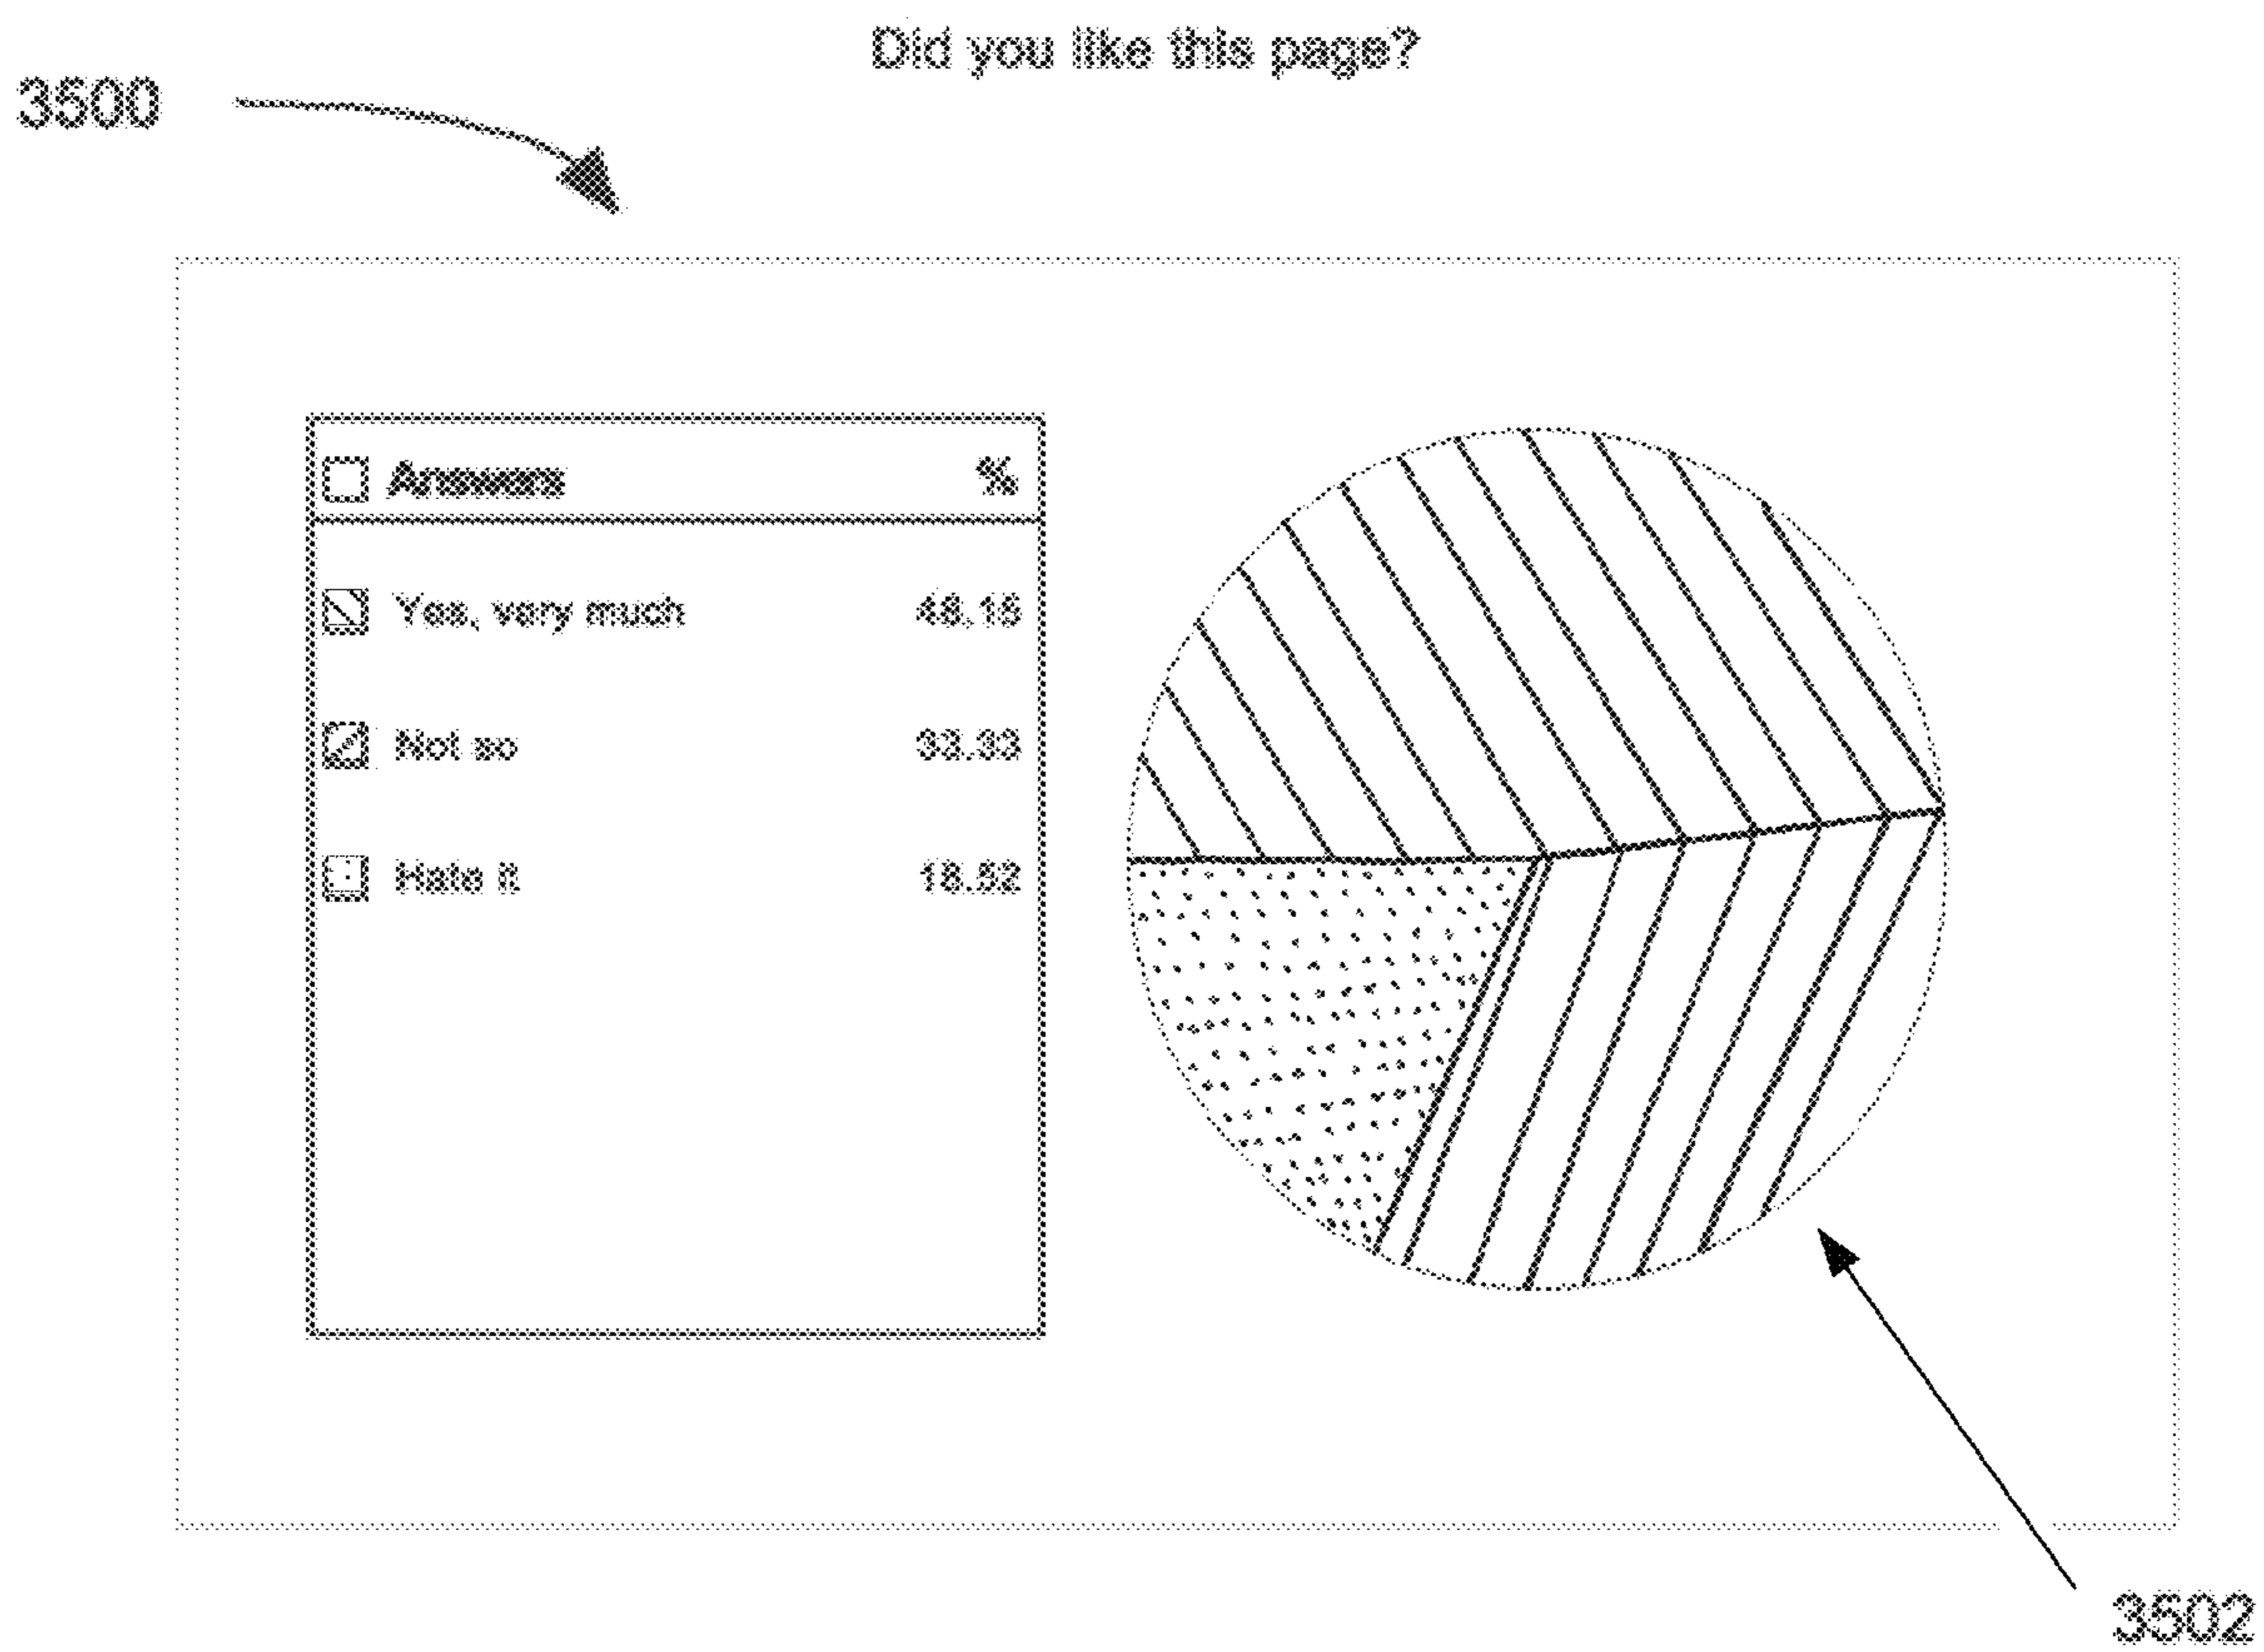 Did you like this page?
3500
Answers %
Yes, very much 48.15
Not so 33.33
Hate it 18.52
3502